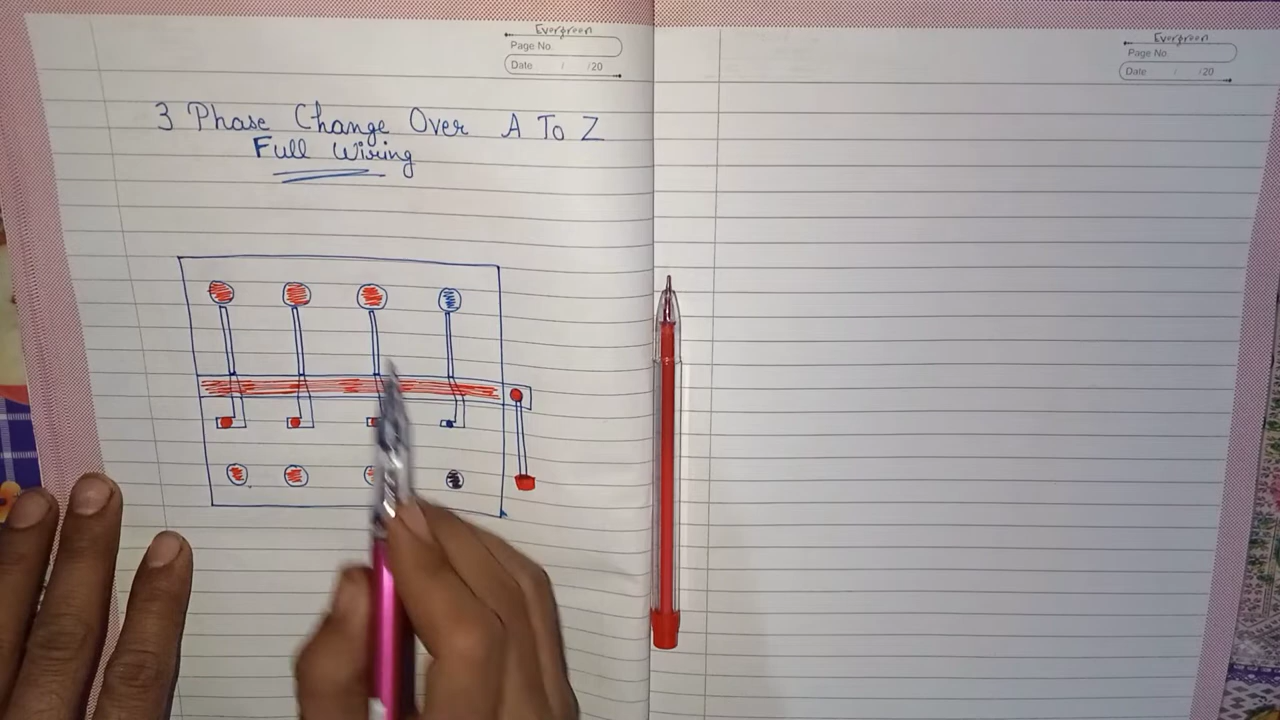 Evergreen
Page No.
Date / /20
Evergreen
Page No.
Date / /20
3 Phase Change Over A To Z
Full Wiring